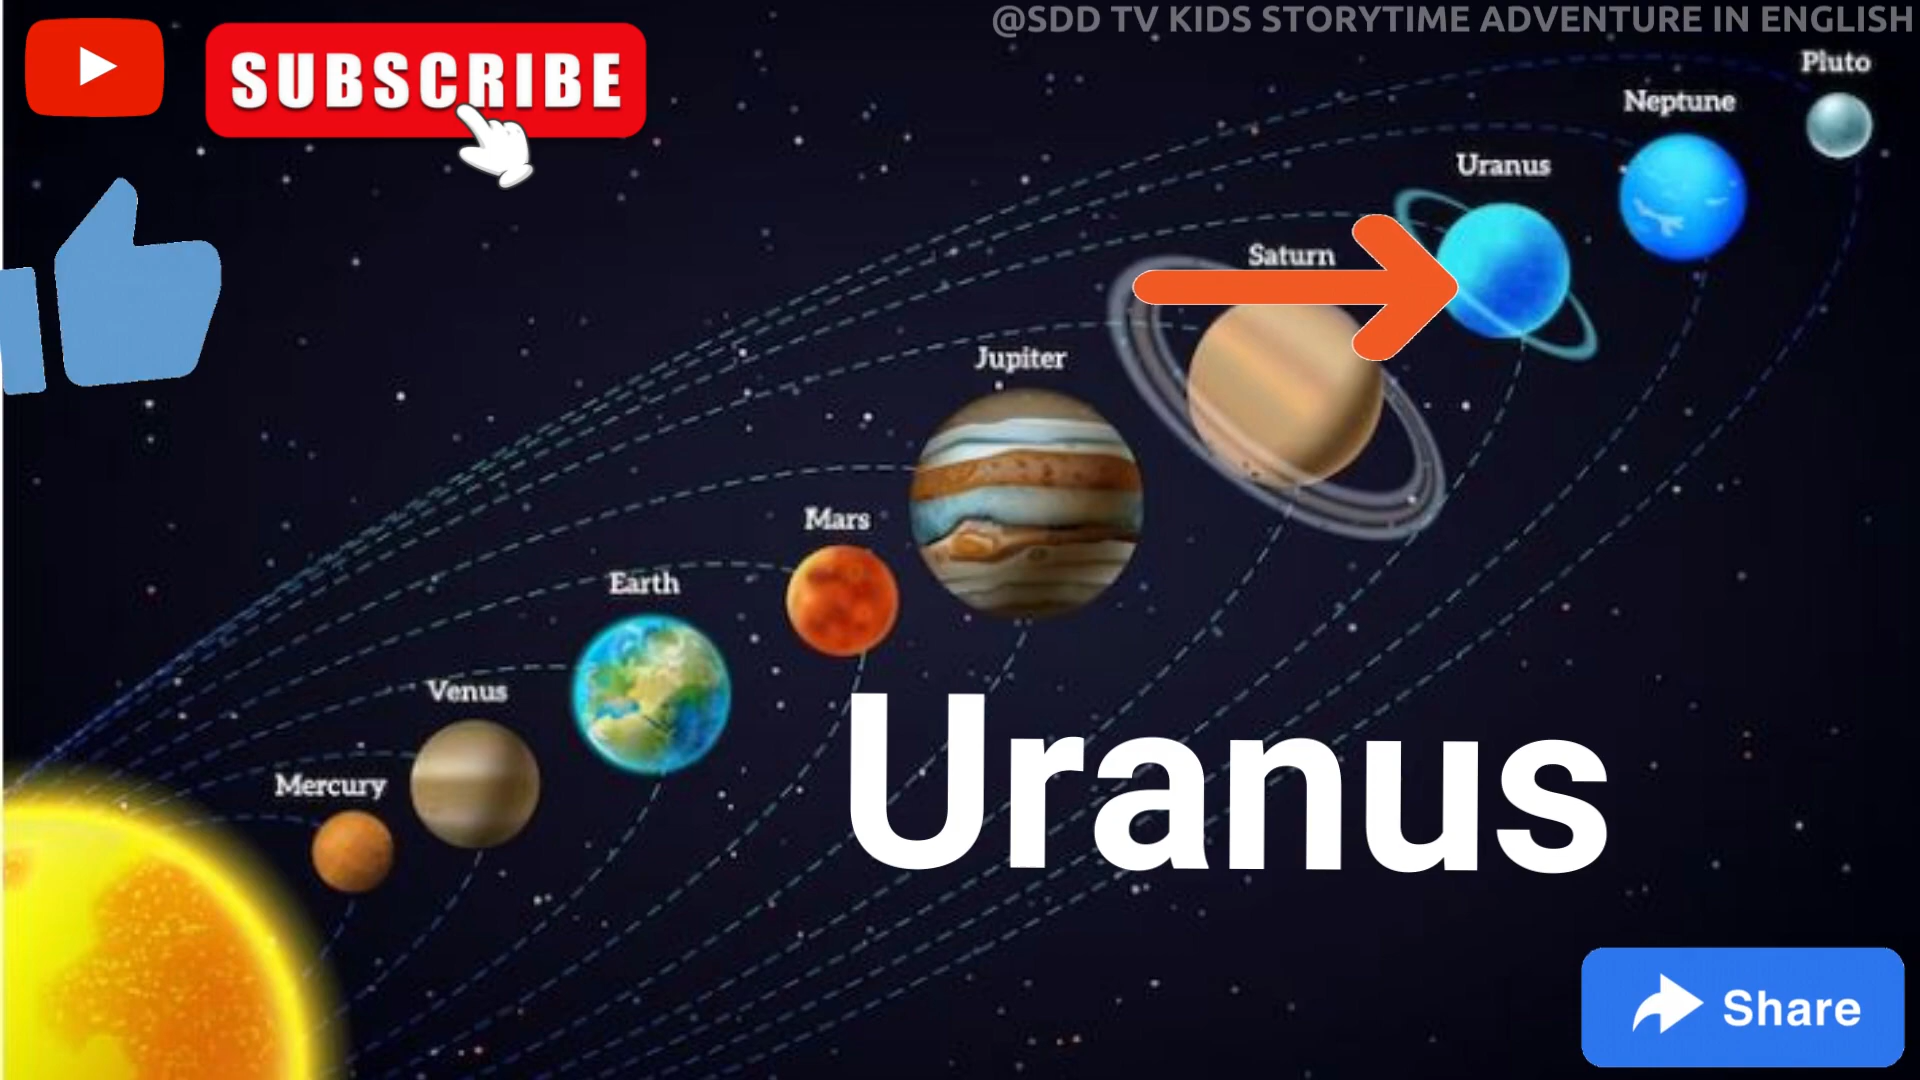 @SDD TV KIDS STORYTIME ADVENTURE IN ENGLISH
SUBSCRIBE
Pluto
Neptune
Uranus
Saturn
Jupiter
Mars
Earth
Venus
Mercury
Uranus
Share